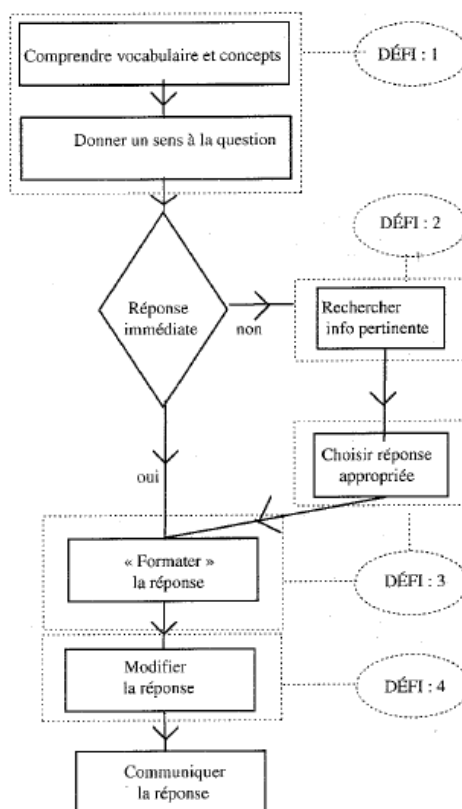 Comprendre vocabulaire et concepts
DÉFI : 1
Donner un sens à la question
DÉFI : 2
Réponse
immédiate
non
Rechercher
info pertinente
oui
Choisir réponse
appropriée
« Formater »
la réponse
DÉFI : 3
Modifier
la réponse
DÉFI : 4
Communiquer
la réponse